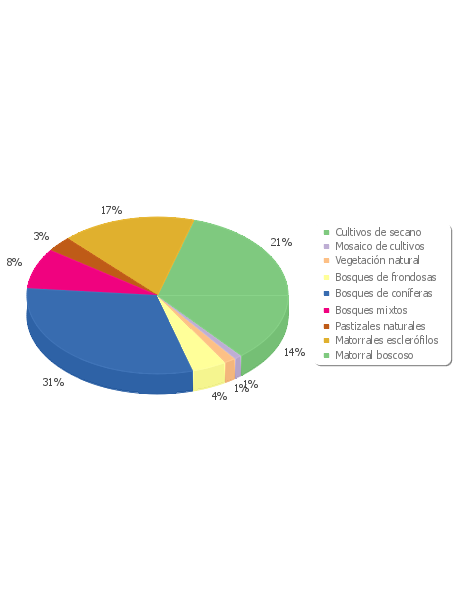 17%
3%
21%
8%
31%
14%
4%
1%
1%
Cultivos de secano
Mosaico de cultivos
Vegetación natural
Bosques de frondosas
Bosques de coníferas
Bosques mixtos
Pastizales naturales
Matorrales esclerófilos
Matorral boscoso